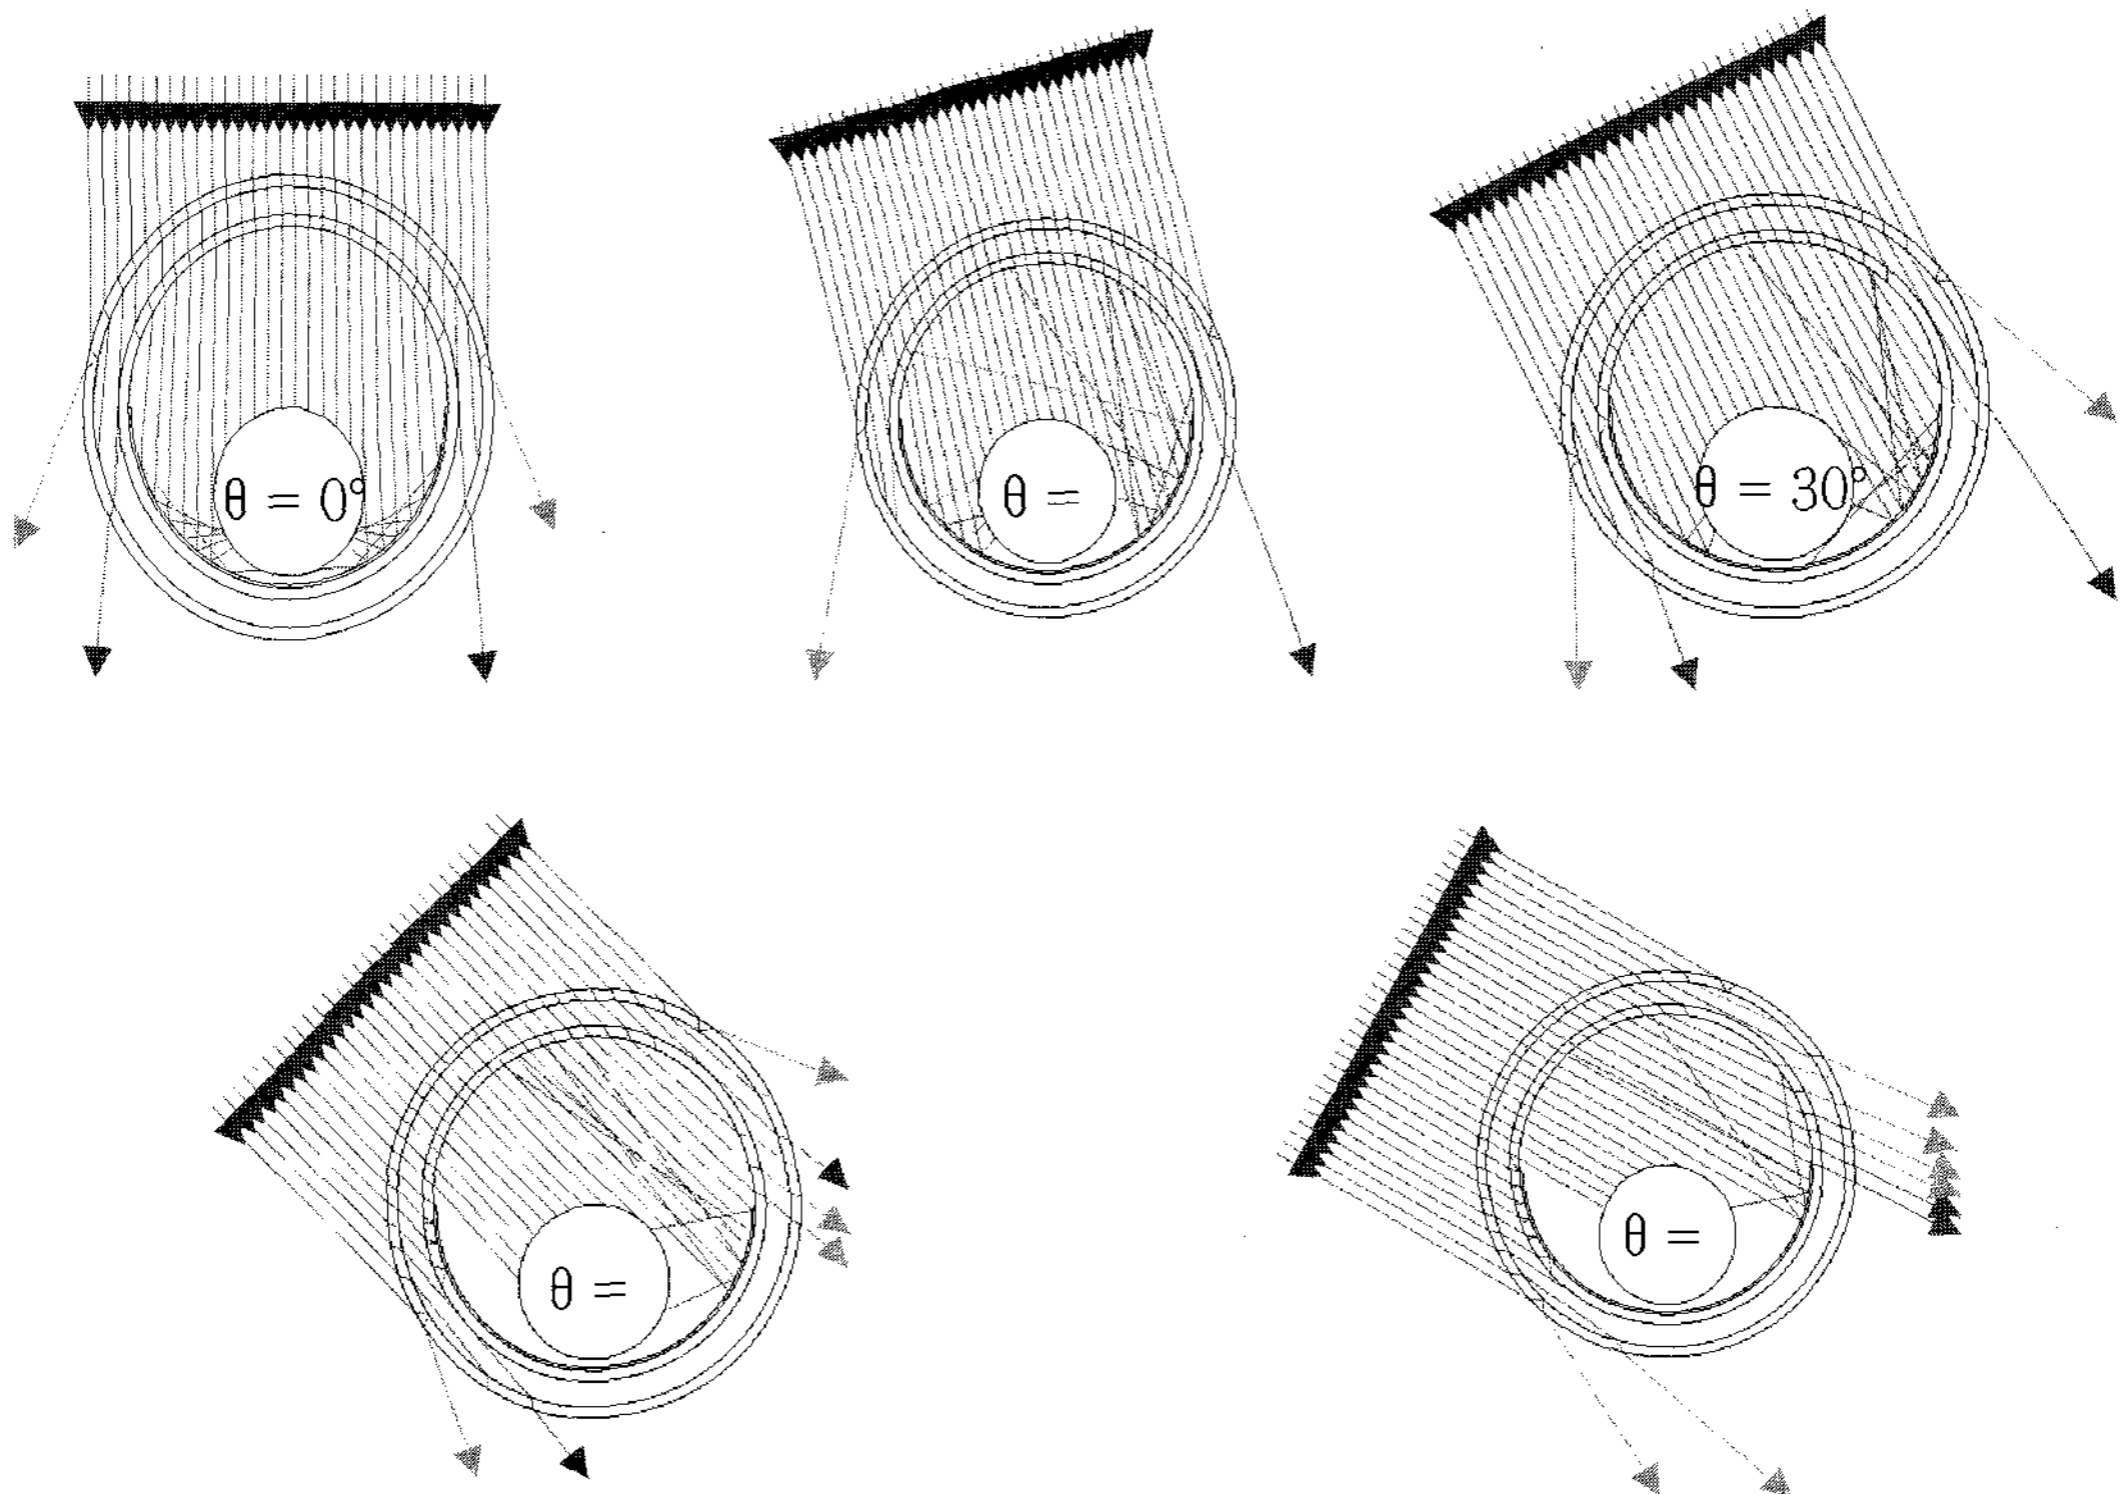 θ = 0°
θ =
θ = 30°
θ =
θ =